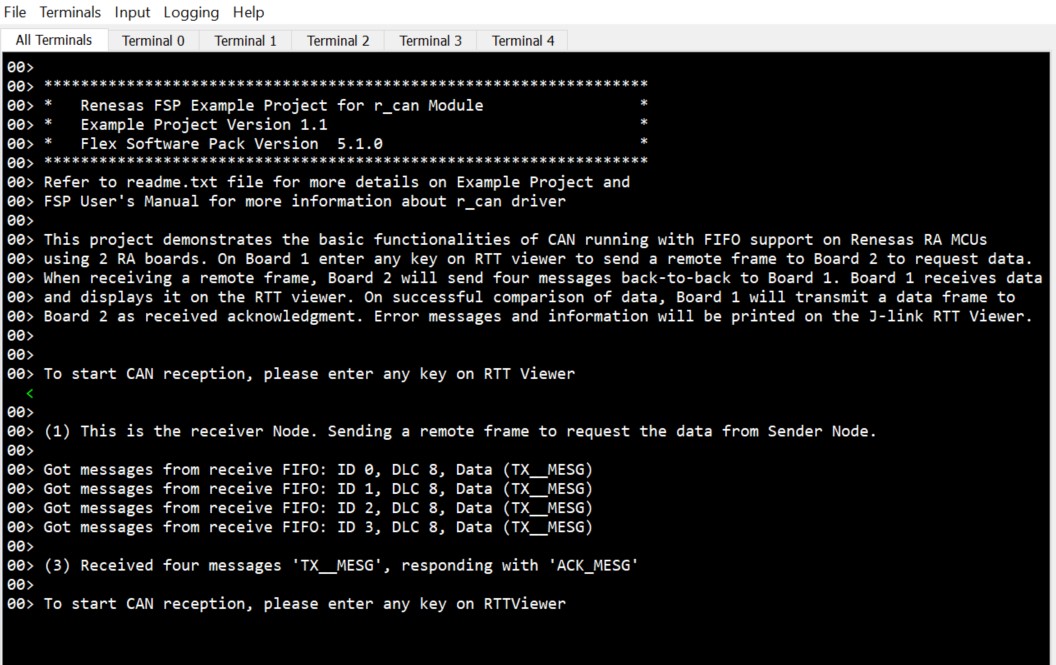 File Terminals Input Logging Help
All Terminals Terminal 0 Terminal 1 Terminal 2 Terminal 3 Terminal 4
00>
00> ******************************************************************
00> *   Renesas FSP Example Project for r_can Module                 *
00> *   Example Project Version 1.1                                  *
00> *   Flex Software Pack Version  5.1.0                            *
00> ******************************************************************
00> Refer to readme.txt file for more details on Example Project and
00> FSP User's Manual for more information about r_can driver
00>
00> This project demonstrates the basic functionalities of CAN running with FIFO support on Renesas RA MCUs
00> using 2 RA boards. On Board 1 enter any key on RTT viewer to send a remote frame to Board 2 to request data.
00> When receiving a remote frame, Board 2 will send four messages back-to-back to Board 1. Board 1 receives data
00> and displays it on the RTT viewer. On successful comparison of data, Board 1 will transmit a data frame to
00> Board 2 as received acknowledgment. Error messages and information will be printed on the J-link RTT Viewer.
00>
00>
00> To start CAN reception, please enter any key on RTT Viewer
<
00>
00> (1) This is the receiver Node. Sending a remote frame to request the data from Sender Node.
00>
00> Got messages from receive FIFO: ID 0, DLC 8, Data (TX__MESG)
00> Got messages from receive FIFO: ID 1, DLC 8, Data (TX__MESG)
00> Got messages from receive FIFO: ID 2, DLC 8, Data (TX__MESG)
00> Got messages from receive FIFO: ID 3, DLC 8, Data (TX__MESG)
00>
00> (3) Received four messages 'TX__MESG', responding with 'ACK_MESG'
00>
00> To start CAN reception, please enter any key on RTTViewer